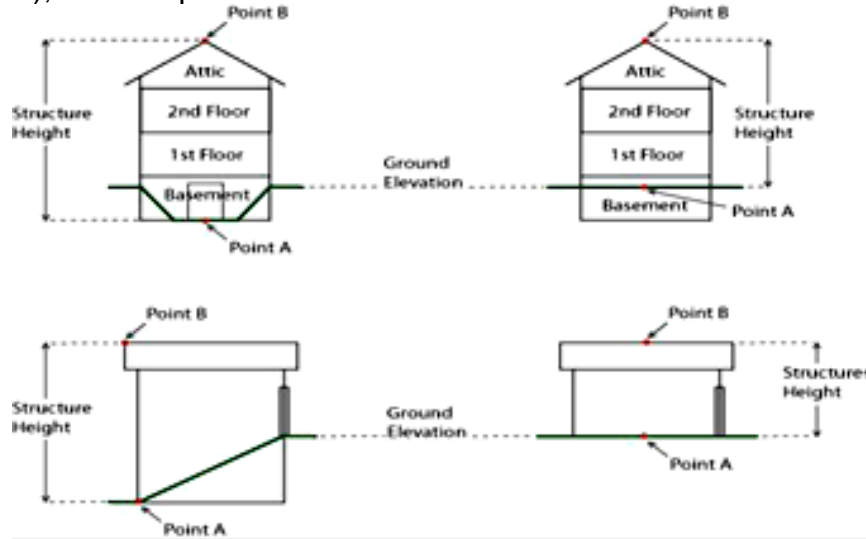 Point B
Attic
2nd Floor
1st Floor
Basement
Structure
Height
Point A
Ground
Elevation
Point B
Attic
2nd Floor
1st Floor
Basement
Structure
Height
Point A
Point B
Structure
Height
Point A
Ground
Elevation
Point B
Structures
Height
Point A